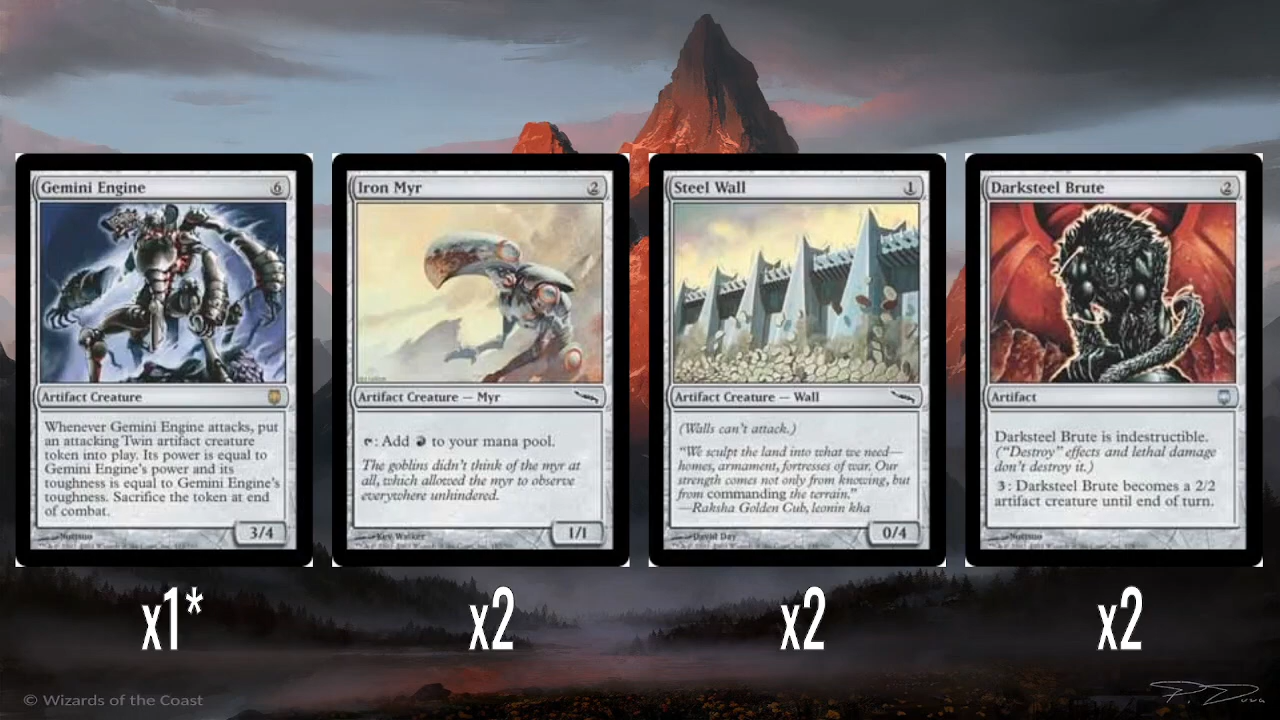 Gemini Engine 6
Artifact Creature
Whenever Gemini Engine attacks, put
an attacking Twin artifact creature
token into play. Its power is equal to
Gemini Engine's power and its
toughness is equal to Gemini Engine's
toughness. Sacrifice the token at end
of combat.
3/4
x1*
Iron Myr 2
Artifact Creature — Myr
: Add to your mana pool.
The goblins didn't think of the myr at
all, which allowed the myr to observe
everywhere unhindered.
Kev Walker
1/1
x2
Steel Wall 1
Artifact Creature — Wall
(Walls can't attack.)
"We sculpt the land into what we need—
homes, armament, fortresses of war. Our
strength comes not only from knowing, but
from commanding the terrain."
—Raksha Golden Cub, leonin kha
David Day
0/4
x2
Darksteel Brute 2
Artifact
Darksteel Brute is indestructible.
("Destroy" effects and lethal damage
don't destroy it.)
3: Darksteel Brute becomes a 2/2
artifact creature until end of turn.
x2
© Wizards of the Coast